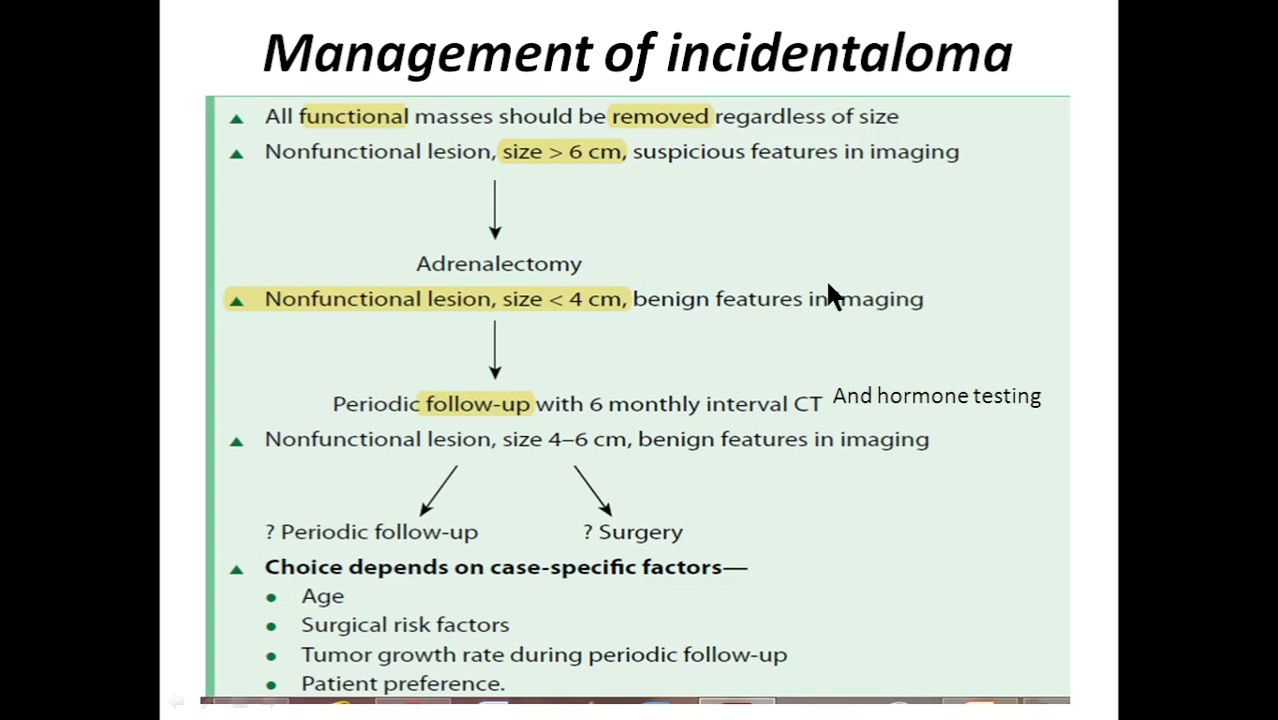 Management of incidentaloma
All functional masses should be removed regardless of size
Nonfunctional lesion, size > 6 cm, suspicious features in imaging
Adrenalectomy
Nonfunctional lesion, size < 4 cm, benign features in imaging
Periodic follow-up with 6 monthly interval CT And hormone testing
Nonfunctional lesion, size 4–6 cm, benign features in imaging
? Periodic follow-up ? Surgery
Choice depends on case-specific factors—
Age
Surgical risk factors
Tumor growth rate during periodic follow-up
Patient preference.